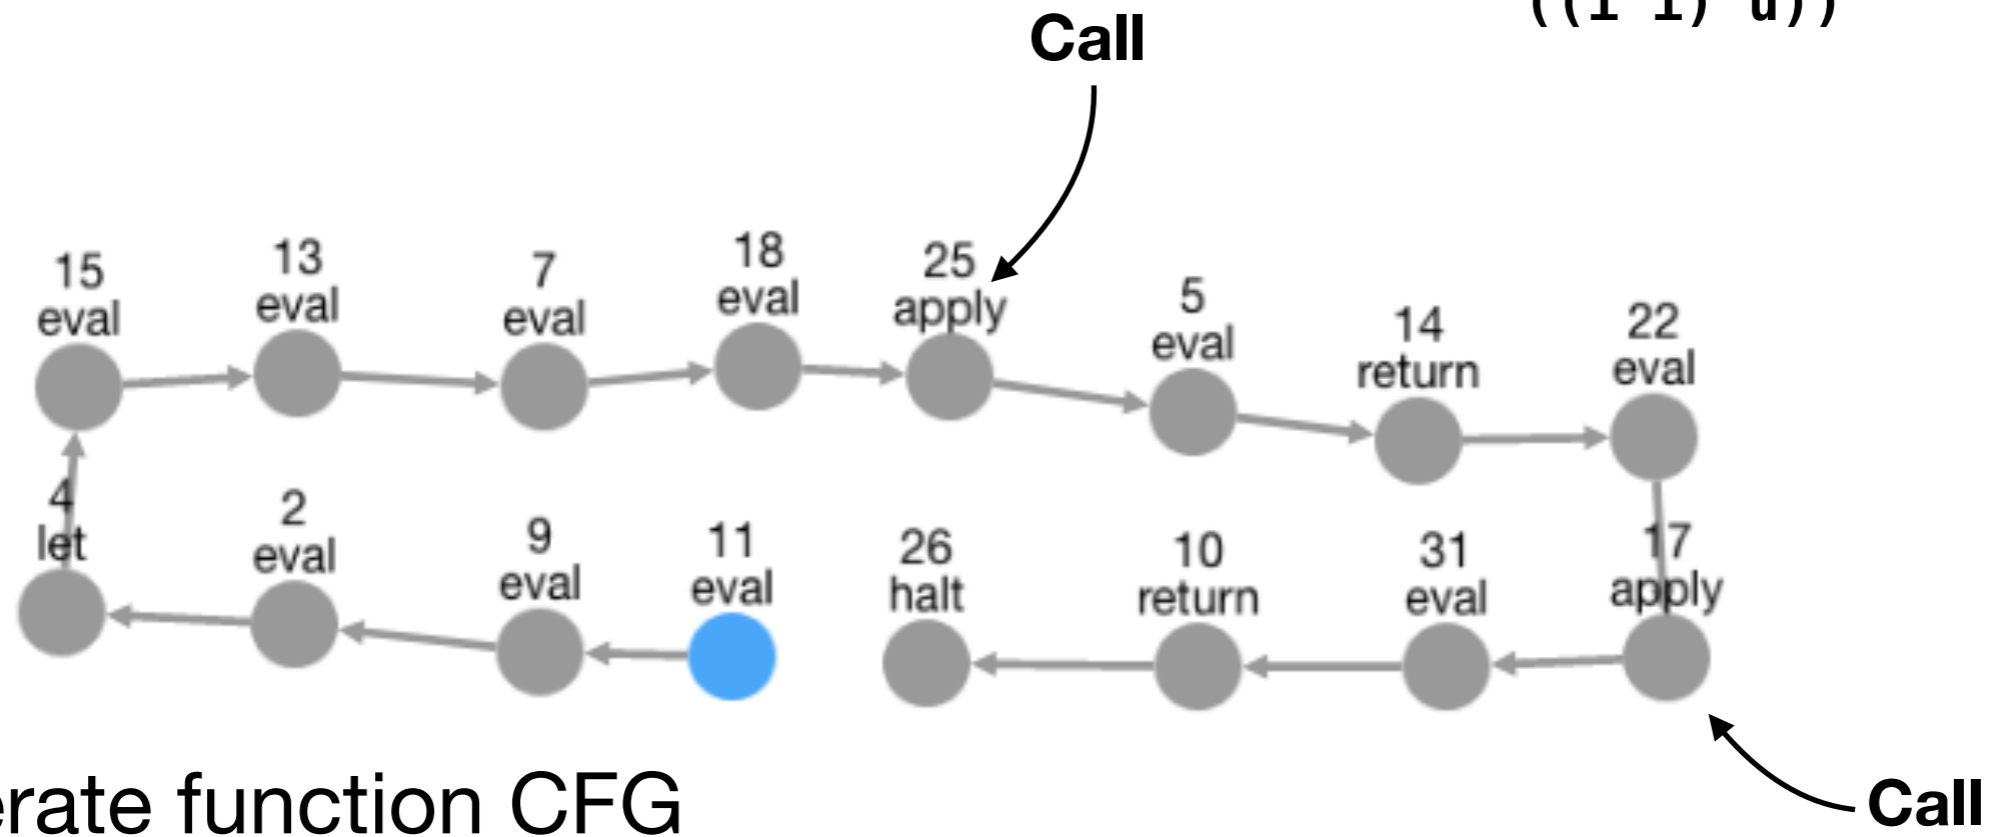 Call
15
eval
13
eval
7
eval
18
eval
25
apply
5
eval
14
return
22
eval
4
let
2
eval
9
eval
11
eval
26
halt
10
return
31
eval
17
apply
erate function CFG
Call